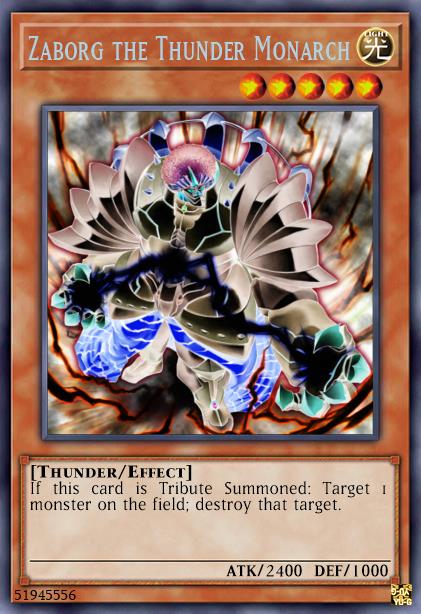 Zaborg the Thunder Monarch
LIGHT
光
[Thunder/Effect]
If this card is Tribute Summoned: Target 1
monster on the field; destroy that target.
ATK/2400 DEF/1000
51945556